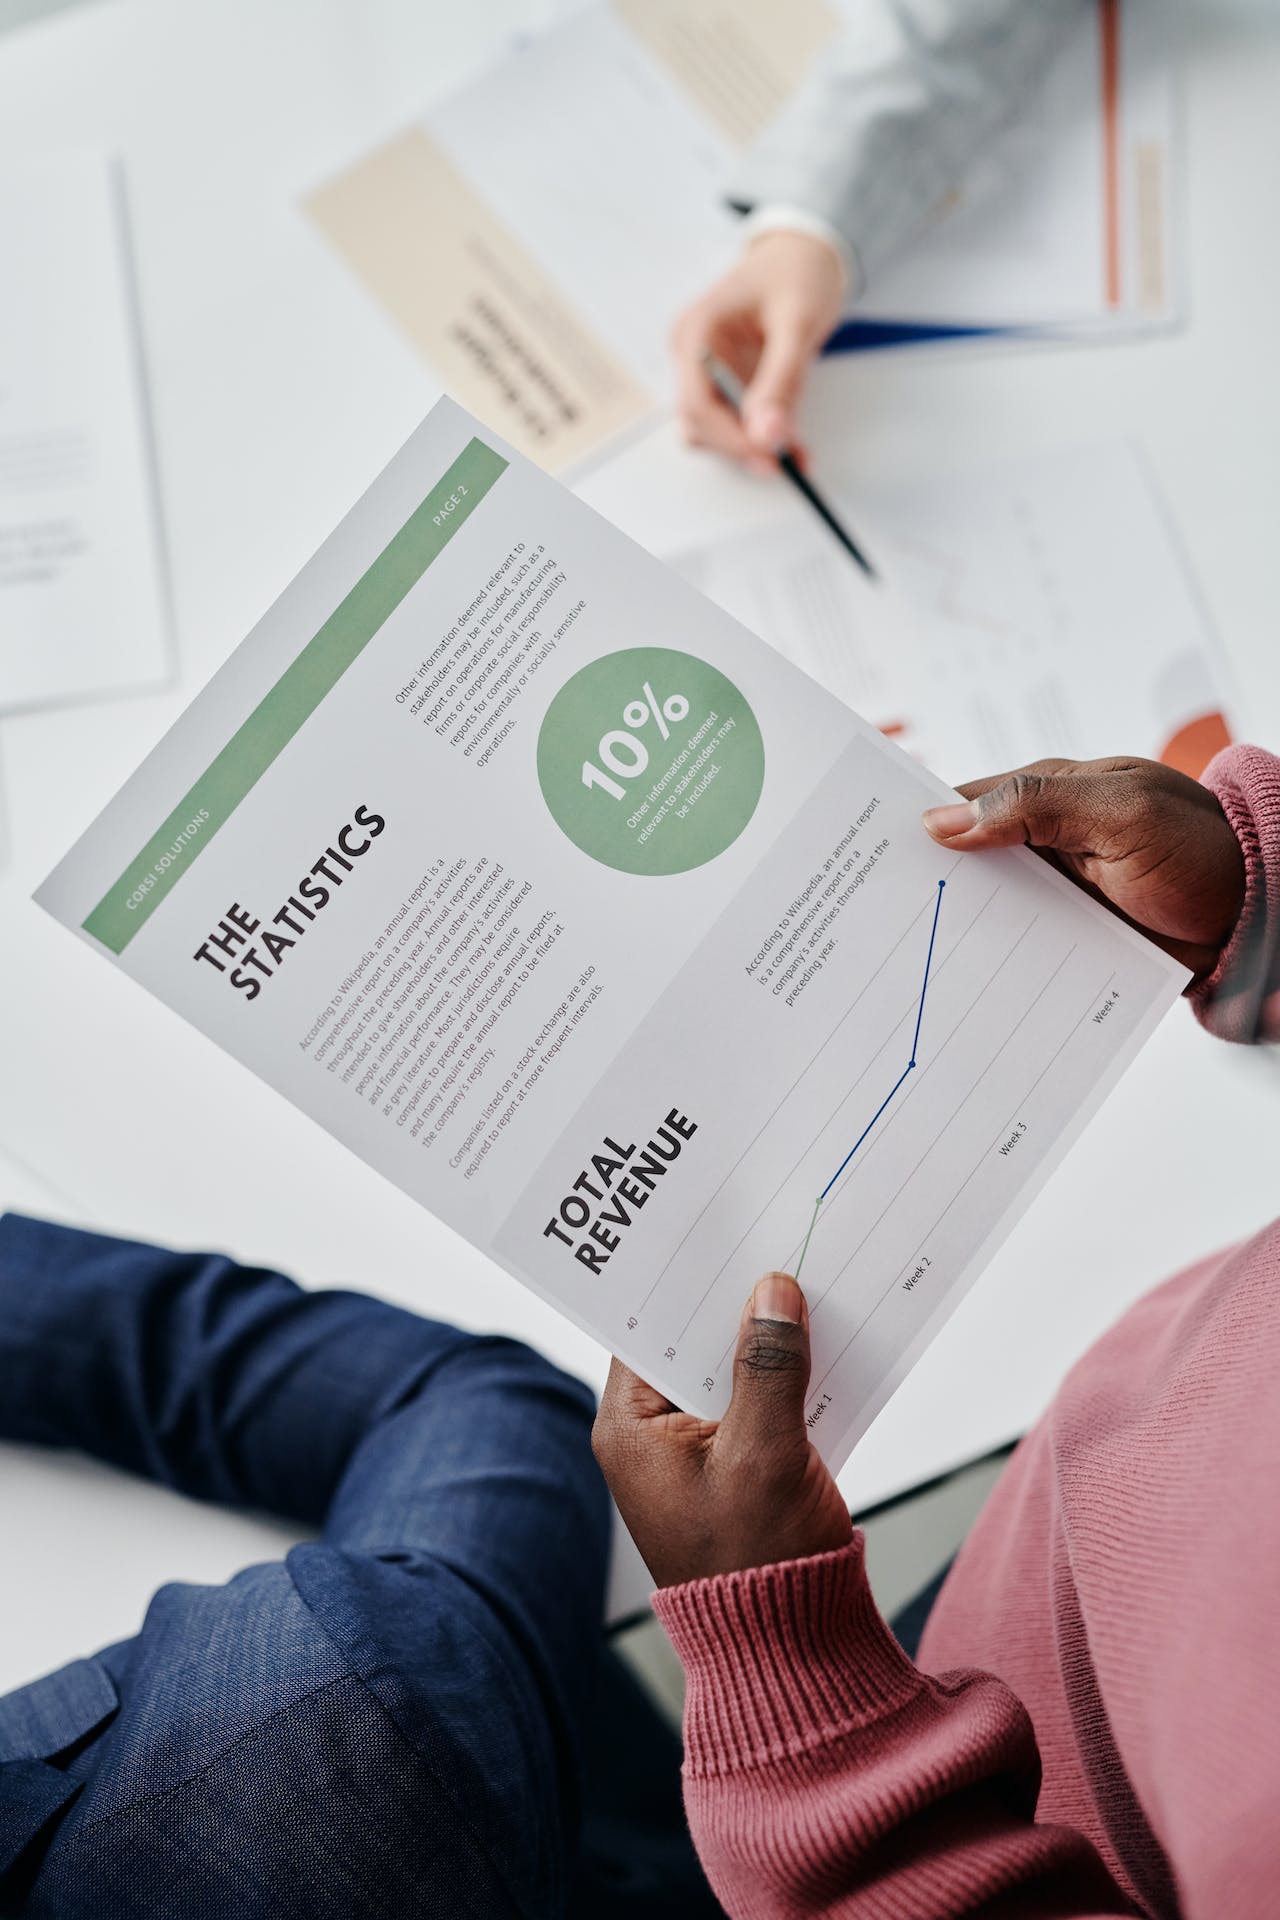 CORSI SOLUTIONS
PAGE 2
THE
STATISTICS
According to Wikipedia, an annual report is a
comprehensive report on a company's activities
throughout the preceding year. Annual reports are
intended to give shareholders and other interested
people information about the company's activities
and financial performance. They may be considered
as grey literature. Most jurisdictions require
companies to prepare and disclose annual reports,
and many require the annual report to be filed at
the company's registry.
Companies listed on a stock exchange are also
required to report at more frequent intervals.
Other information deemed relevant to
stakeholders may be included, such as a
report on operations for manufacturing
firms or corporate social responsibility
reports for companies with
environmentally or socially sensitive
operations.
10%
Other information deemed
relevant to stakeholders may
be included.
TOTAL
REVENUE
According to Wikipedia, an annual report
is a comprehensive report on a
company's activities throughout the
preceding year.
40
30
20
Week 1
Week 2
Week 3
Week 4